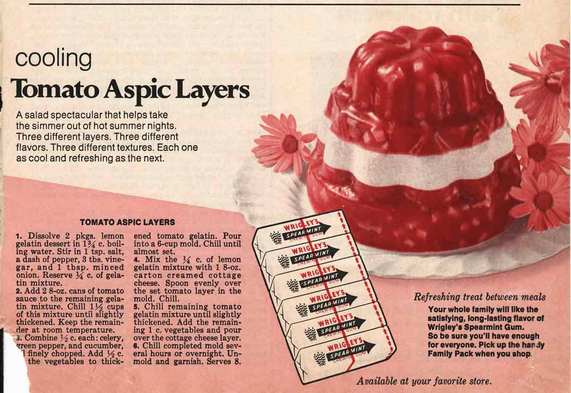 cooling
Tomato Aspic Layers
A salad spectacular that helps take
the simmer out of hot summer nights.
Three different layers. Three different
flavors. Three different textures. Each one
as cool and refreshing as the next.
TOMATO ASPIC LAYERS
1. Dissolve 2 pkgs. lemon
gelatin dessert in 1¾ c. boil-
ing water. Stir in 1 tsp. salt,
a dash of pepper, 3 tbs. vine-
gar, and 1 tbsp. minced
onion. Reserve ¾ c. of gela-
tin mixture.
2. Add 2 8-oz. cans of tomato
sauce to the remaining gela-
tin mixture. Chill 1½ cups
of this mixture until slightly
thickened. Keep the remain-
der at room temperature.
3. Combine ½ c. each: celery,
green pepper, and cucumber,
finely chopped. Add ½ c.
the vegetables to thick-
ened tomato gelatin. Pour
into a 6-cup mold. Chill until
almost set.
4. Mix the ¾ c. of lemon
gelatin mixture with 1 8-oz.
carton creamed cottage
cheese. Spoon evenly over
the set tomato layer in the
mold. Chill.
5. Chill remaining tomato
gelatin mixture until slightly
thickened. Add the remain-
ing 1 c. vegetables and pour
over the cottage cheese layer.
6. Chill completed mold sev-
eral hours or overnight. Un-
mold and garnish. Serves 8.
WRIGLEY'S
SPEARMINT
WRIGLEY'S
SPEARMINT
WRIGLEY'S
SPEARMINT
WRIGLEY'S
SPEARMINT
WRIGLEY'S
SPEARMINT
WRIGLEY'S
SPEARMINT
Refreshing treat between meals
Your whole family will like the
satisfying, long-lasting flavor of
Wrigley's Spearmint Gum.
So be sure you'll have enough
for everyone. Pick up the handy
Family Pack when you shop.
Available at your favorite store.